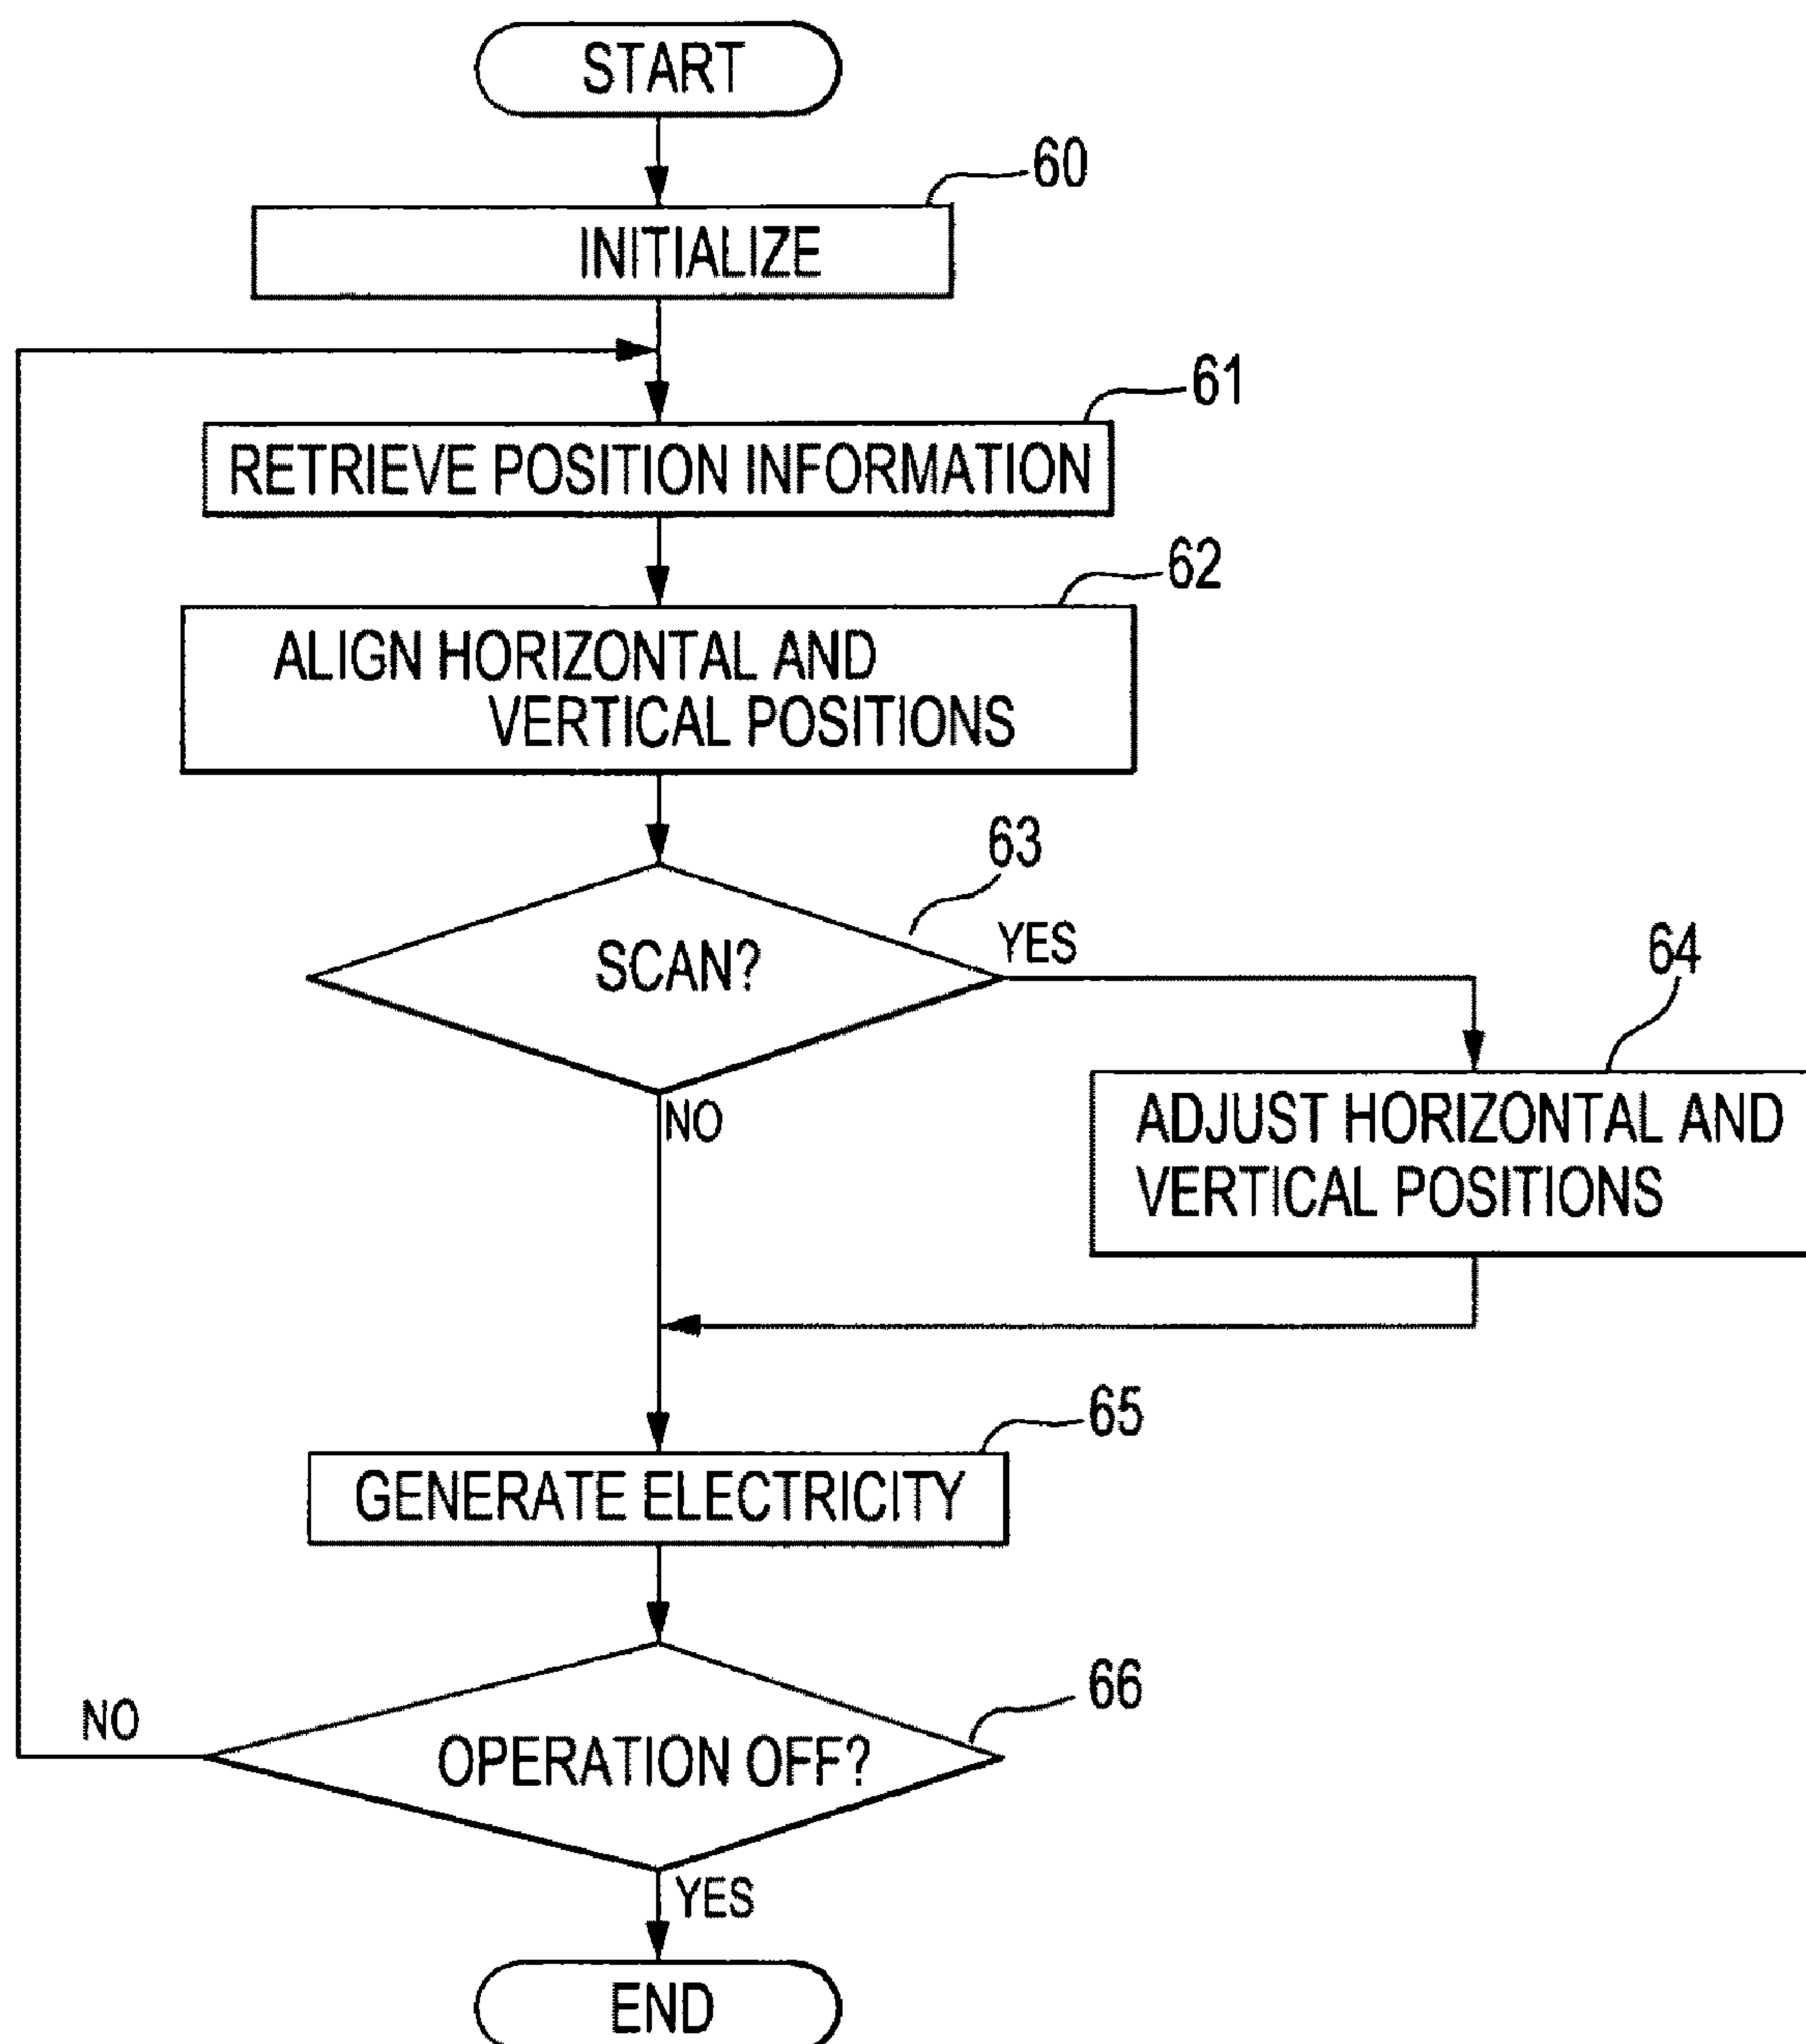 START
60
INITIALIZE
61
RETRIEVE POSITION INFORMATION
62
ALIGN HORIZONTAL AND
VERTICAL POSITIONS
63
SCAN?
YES
64
NO
ADJUST HORIZONTAL AND
VERTICAL POSITIONS
65
GENERATE ELECTRICITY
66
NO
OPERATION OFF?
YES
END